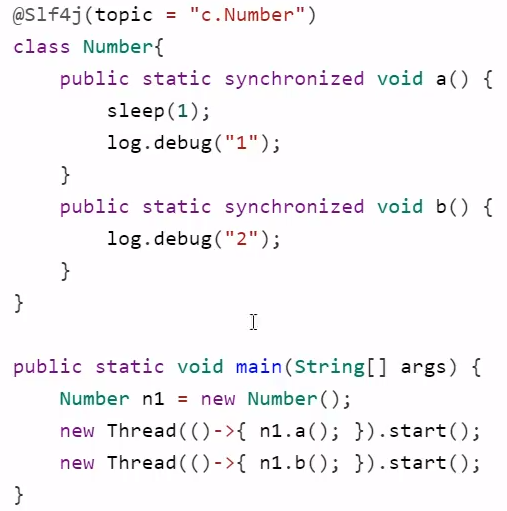 @Slf4j(topic = "c.Number")
class Number{
    public static synchronized void a() {
        sleep(1);
        log.debug("1");
    }
    public static synchronized void b() {
        log.debug("2");
    }
}

public static void main(String[] args) {
    Number n1 = new Number();
    new Thread(()->{ n1.a(); }).start();
    new Thread(()->{ n1.b(); }).start();
}